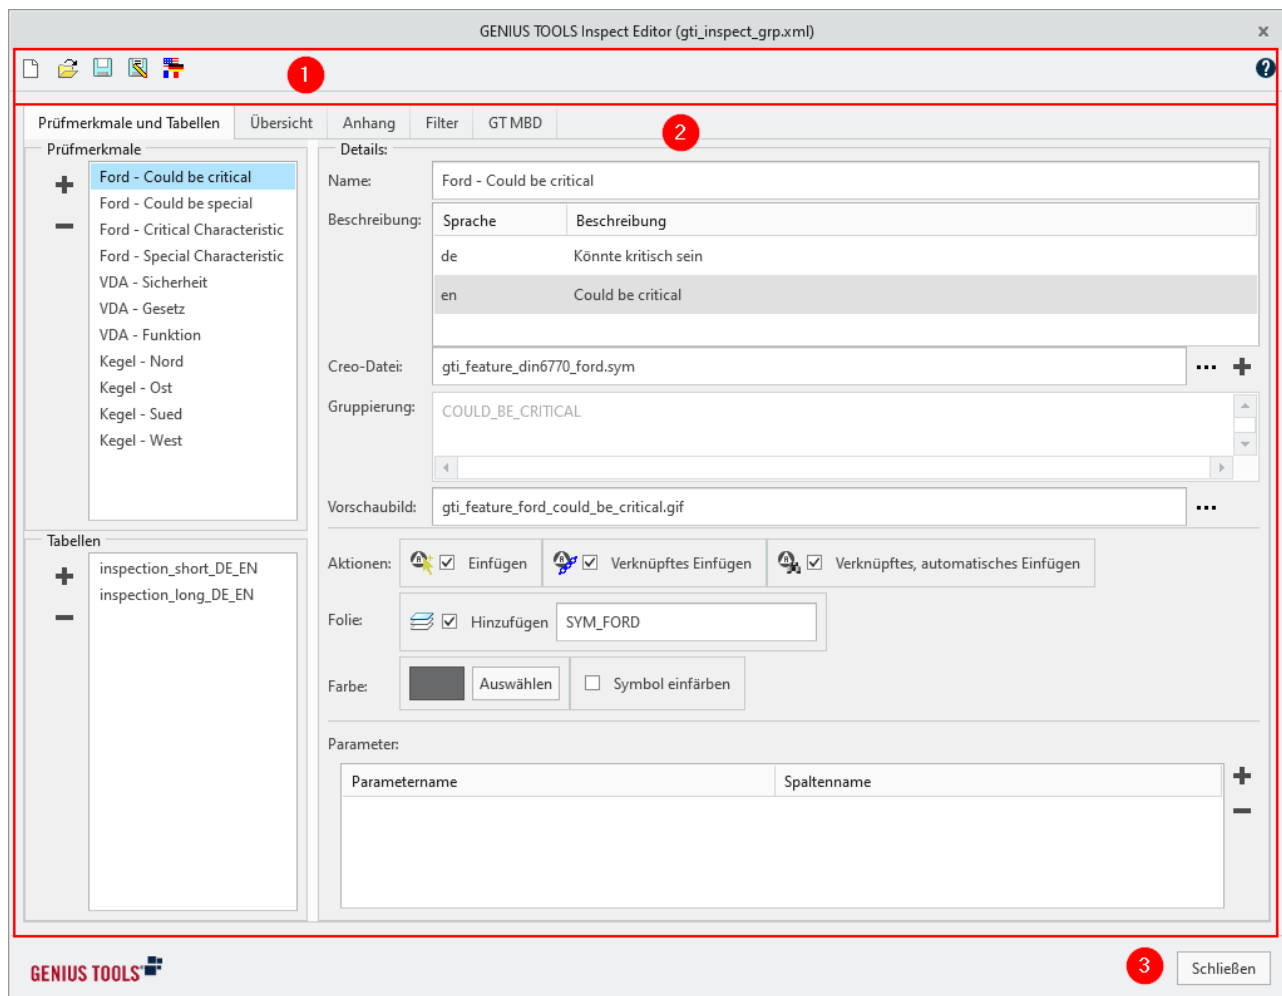 GENIUS TOOLS Inspect Editor (gti_inspect_grp.xml)
1
Prüfmerkmale und Tabellen Übersicht Anhang Filter GT MBD
2
Prüfmerkmale
Ford - Could be critical
Ford - Could be special
Ford - Critical Characteristic
Ford - Special Characteristic
VDA - Sicherheit
VDA - Gesetz
VDA - Funktion
Kegel - Nord
Kegel - Ost
Kegel - Sued
Kegel - West
Tabellen
inspection_short_DE_EN
inspection_long_DE_EN
Details:
Name: Ford - Could be critical
Beschreibung: Sprache Beschreibung
de Könnte kritisch sein
en Could be critical
Creo-Datei: gti_feature_din6770_ford.sym
Gruppierung: COULD_BE_CRITICAL
Vorschaubild: gti_feature_ford_could_be_critical.gif
Aktionen: Einfügen Verknüpftes Einfügen Verknüpftes, automatisches Einfügen
Folie: Hinzufügen SYM_FORD
Farbe: Auswählen Symbol einfärben
Parameter:
Parametername Spaltenname
GENIUS TOOLS
3
Schließen